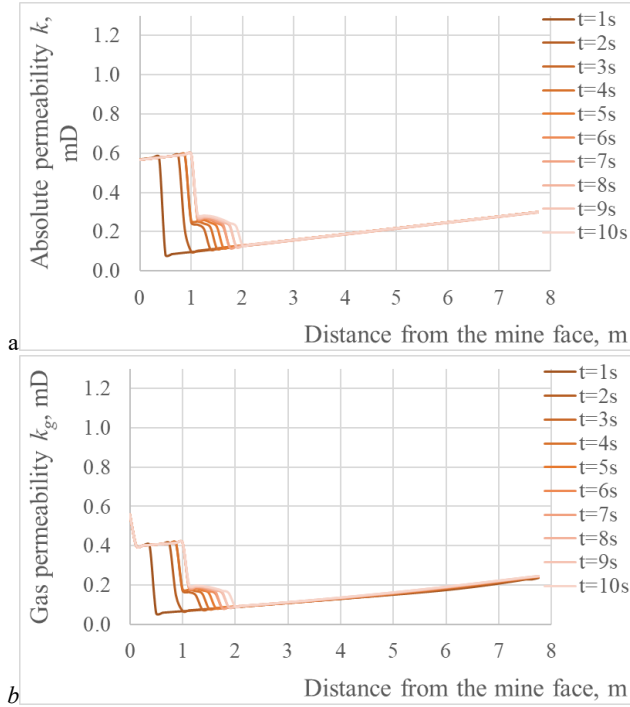 Absolute permeability k,
mD
1.2
1.0
0.8
0.6
0.4
0.2
0.0
0 1 2 3 4 5 6 7 8
Distance from the mine face, m
t=1s
t=2s
t=3s
t=4s
t=5s
t=6s
t=7s
t=8s
t=9s
t=10s
a
Gas permeability kg, mD
1.2
1.0
0.8
0.6
0.4
0.2
0.0
0 1 2 3 4 5 6 7 8
Distance from the mine face, m
t=1s
t=2s
t=3s
t=4s
t=5s
t=6s
t=7s
t=8s
t=9s
t=10s
b